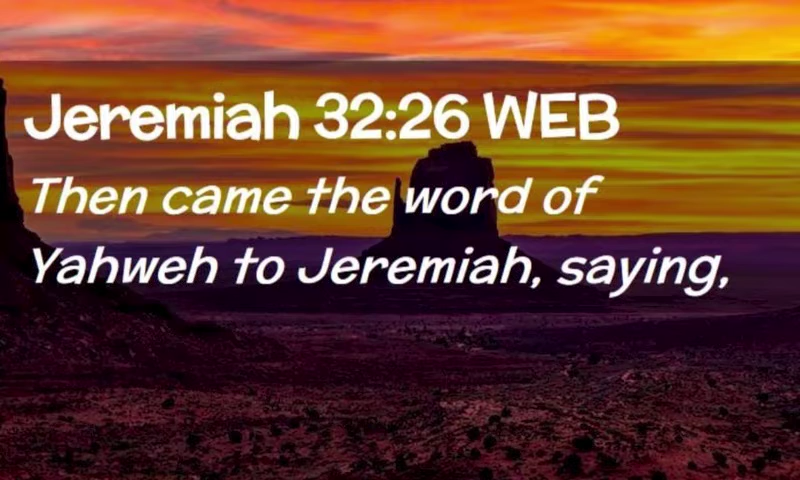 Jeremiah 32:26 WEB
Then came the word of
Yahweh to Jeremiah, saying,